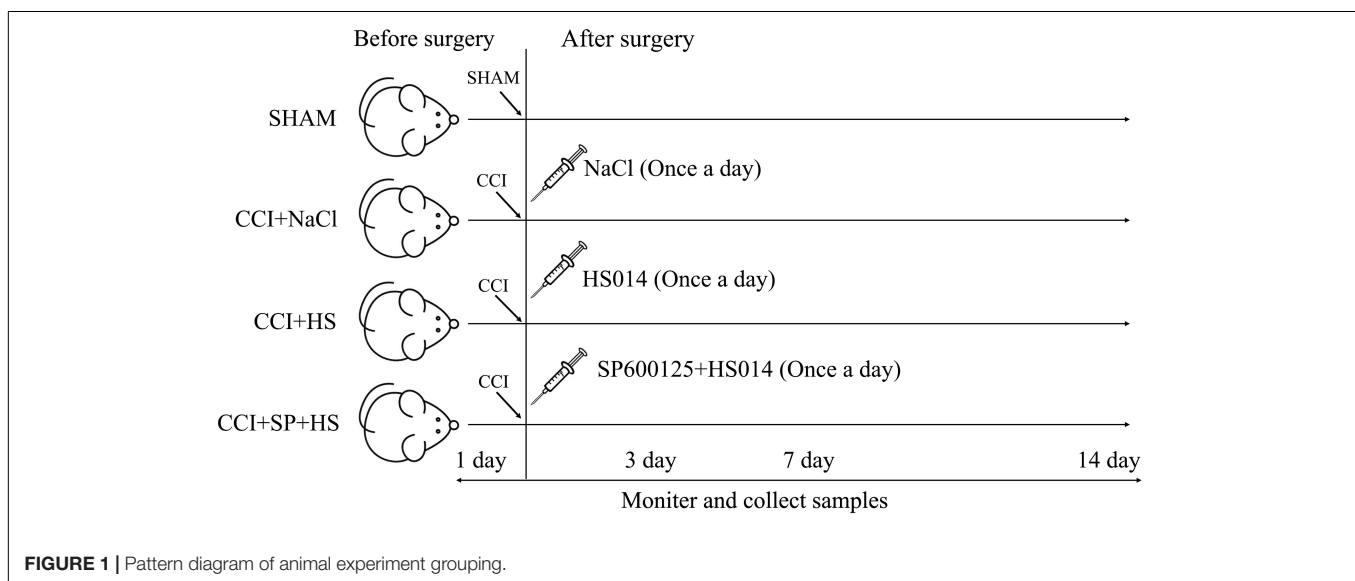 Before surgery
After surgery
SHAM
SHAM
NaCl (Once a day)
CCI
CCI+NaCl
HS014 (Once a day)
CCI
CCI+HS
SP600125+HS014 (Once a day)
CCI
CCI+SP+HS
1 day 3 day 7 day 14 day
Moniter and collect samples
FIGURE 1 | Pattern diagram of animal experiment grouping.